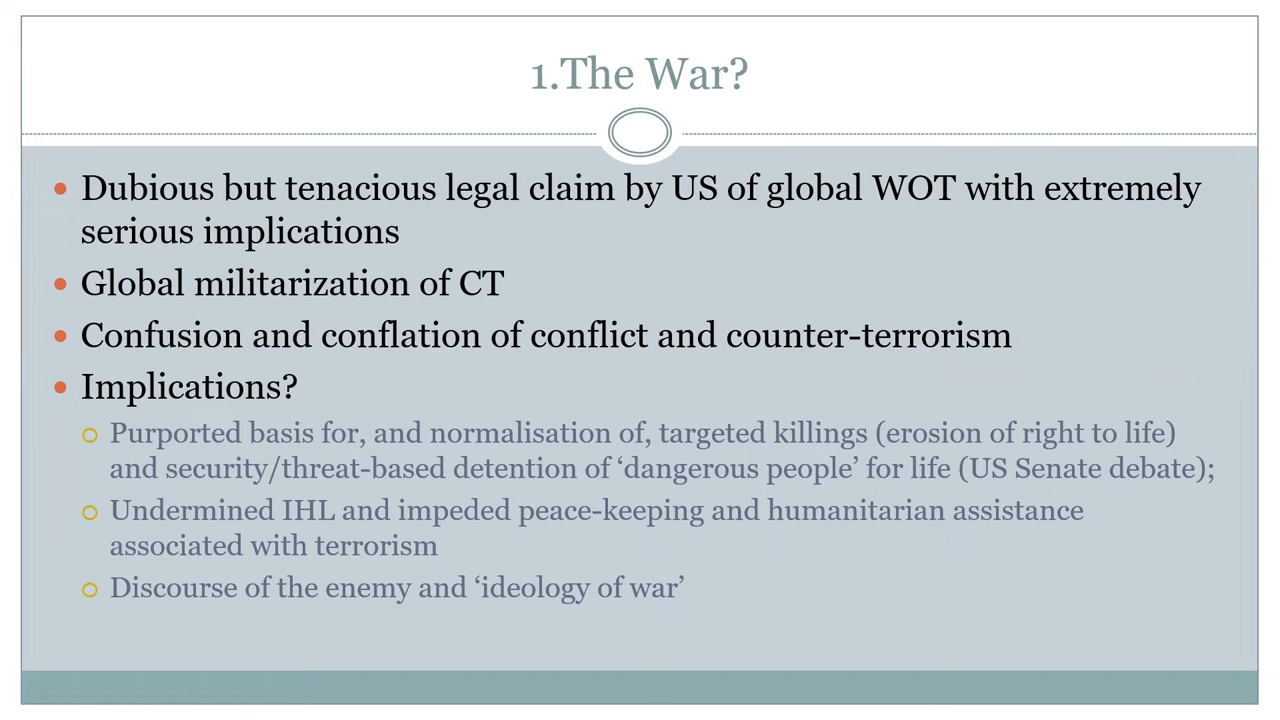 1.The War?
• Dubious but tenacious legal claim by US of global WOT with extremely
serious implications
• Global militarization of CT
• Confusion and conflation of conflict and counter-terrorism
• Implications?
○ Purported basis for, and normalisation of, targeted killings (erosion of right to life)
and security/threat-based detention of ‘dangerous people’ for life (US Senate debate);
○ Undermined IHL and impeded peace-keeping and humanitarian assistance
associated with terrorism
○ Discourse of the enemy and ‘ideology of war’